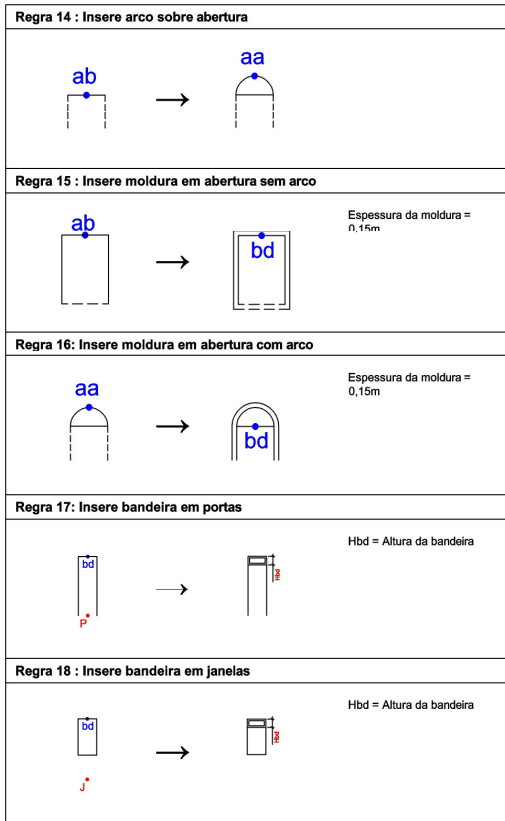 Regra 14 : Insere arco sobre abertura
ab
aa
Regra 15 : Insere moldura em abertura sem arco
ab
bd
Espessura da moldura =
0,15m
Regra 16: Insere moldura em abertura com arco
aa
bd
Espessura da moldura =
0,15m
Regra 17: Insere bandeira em portas
bd
P
Hbd
Hbd = Altura da bandeira
Regra 18 : Insere bandeira em janelas
bd
J
Hbd
Hbd = Altura da bandeira